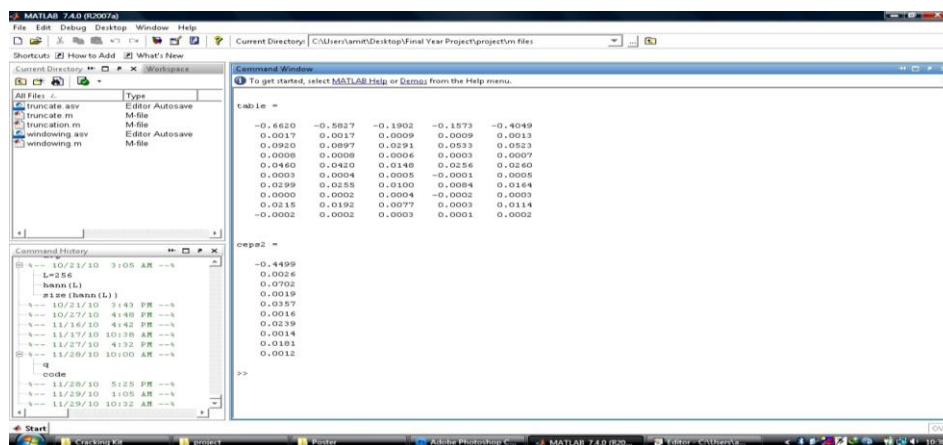 MATLAB 7.4.0 (R2007a)
File Edit Debug Desktop Window Help
Current Directory: C:\Users\amit\Desktop\Final Year Project\project\m files
Shortcuts How to Add What's New
Current Directory Workspace
All Files Type
truncate.asv Editor Autosave
truncate.m M-file
truncation.m M-file
windowing.asv Editor Autosave
windowing.m M-file
Command History
%-- 10/21/10 3:05 AM --%
L=256
hann(L)
size(hann(L))
%-- 10/21/10 3:43 PM --%
%-- 10/27/10 4:48 PM --%
%-- 11/16/10 4:42 PM --%
%-- 11/17/10 10:38 AM --%
%-- 11/27/10 4:32 PM --%
%-- 11/28/10 10:00 AM --%
q
code
%-- 11/28/10 5:25 PM --%
%-- 11/29/10 1:05 AM --%
%-- 11/29/10 10:32 AM --%
Command Window
To get started, select MATLAB Help or Demos from the Help menu.
table =
-0.6620 -0.5827 -0.1902 -0.1573 -0.4049
0.0017 0.0017 0.0009 0.0009 0.0013
0.0920 0.0897 0.0291 0.0533 0.0523
0.0008 0.0008 0.0006 0.0003 0.0007
0.0460 0.0420 0.0148 0.0256 0.0260
0.0003 0.0004 0.0005 -0.0001 0.0005
0.0299 0.0255 0.0100 0.0084 0.0164
0.0000 0.0002 0.0004 -0.0002 0.0003
0.0215 0.0192 0.0077 0.0003 0.0114
-0.0002 0.0002 0.0003 0.0001 0.0002
ceps2 =
-0.4499
0.0026
0.0702
0.0019
0.0357
0.0016
0.0239
0.0014
0.0181
0.0012
>>
Start
Cracking Kit project Poster Adobe Photoshop C... MATLAB 7.4.0 (R20... Editor - C:\Users\a...